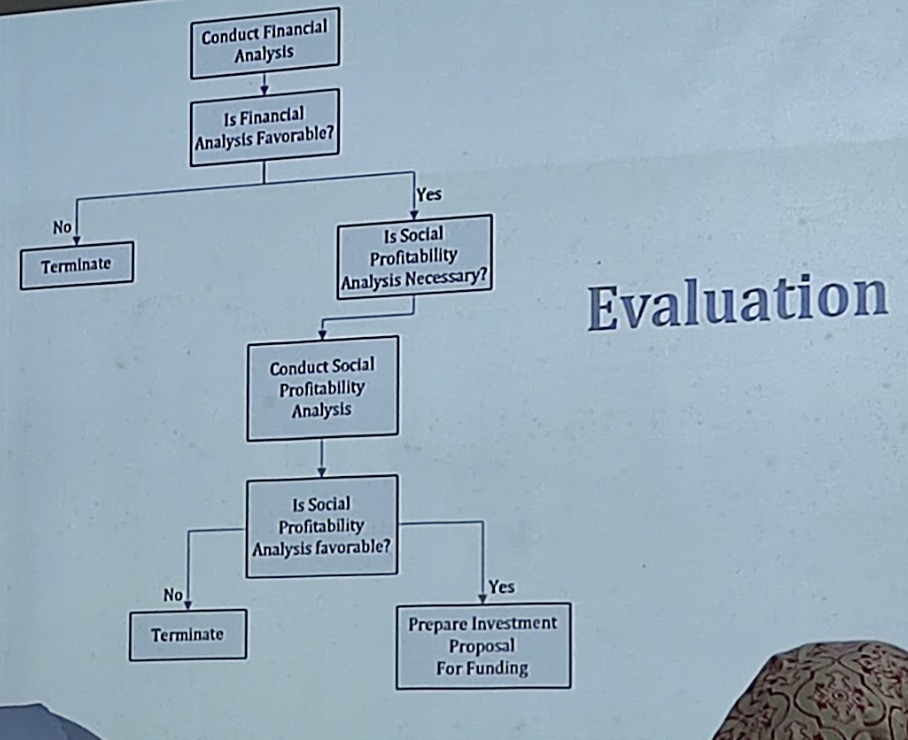 Conduct Financial
Analysis
Is Financial
Analysis Favorable?
No
Yes
Terminate
Is Social
Profitability
Analysis Necessary?
Evaluation
Conduct Social
Profitability
Analysis
Is Social
Profitability
Analysis favorable?
No
Yes
Terminate
Prepare Investment
Proposal
For Funding